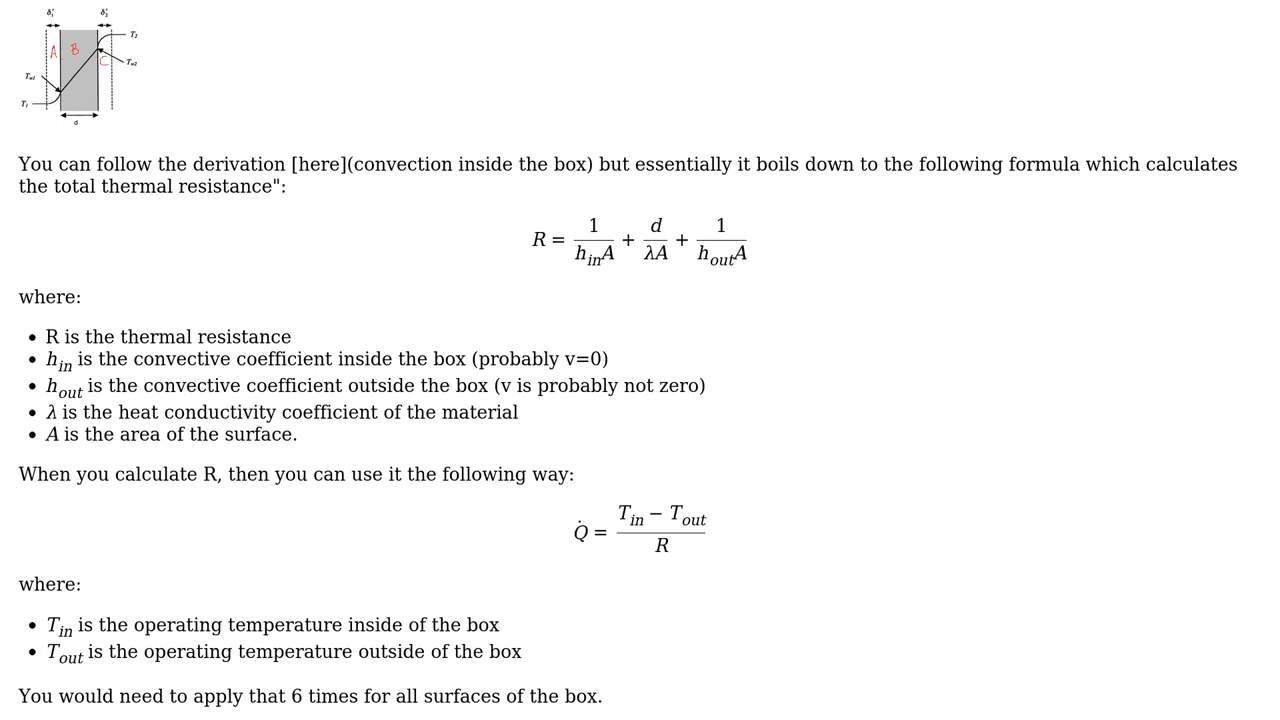 δ₁' δ₂'
T₂
A B
C
Tw2
Tw1
T₁
d
You can follow the derivation [here](convection inside the box) but essentially it boils down to the following formula which calculates
the total thermal resistance":
R = 1/(h_in A) + d/(λA) + 1/(h_out A)
where:
• R is the thermal resistance
• h_in is the convective coefficient inside the box (probably v=0)
• h_out is the convective coefficient outside the box (v is probably not zero)
• λ is the heat conductivity coefficient of the material
• A is the area of the surface.
When you calculate R, then you can use it the following way:
Q̇ = (T_in − T_out)/R
where:
• T_in is the operating temperature inside of the box
• T_out is the operating temperature outside of the box
You would need to apply that 6 times for all surfaces of the box.